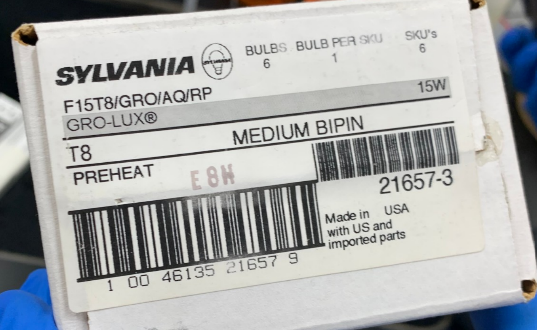 SYLVANIA
BULBS BULB PER SKU SKU's
6 1 6
F15T8/GRO/AQ/RP
GRO-LUX® 15W
T8 MEDIUM BIPIN
PREHEAT E8H
21657-3
Made in USA
with US and
imported parts
1 00 46135 21657 9